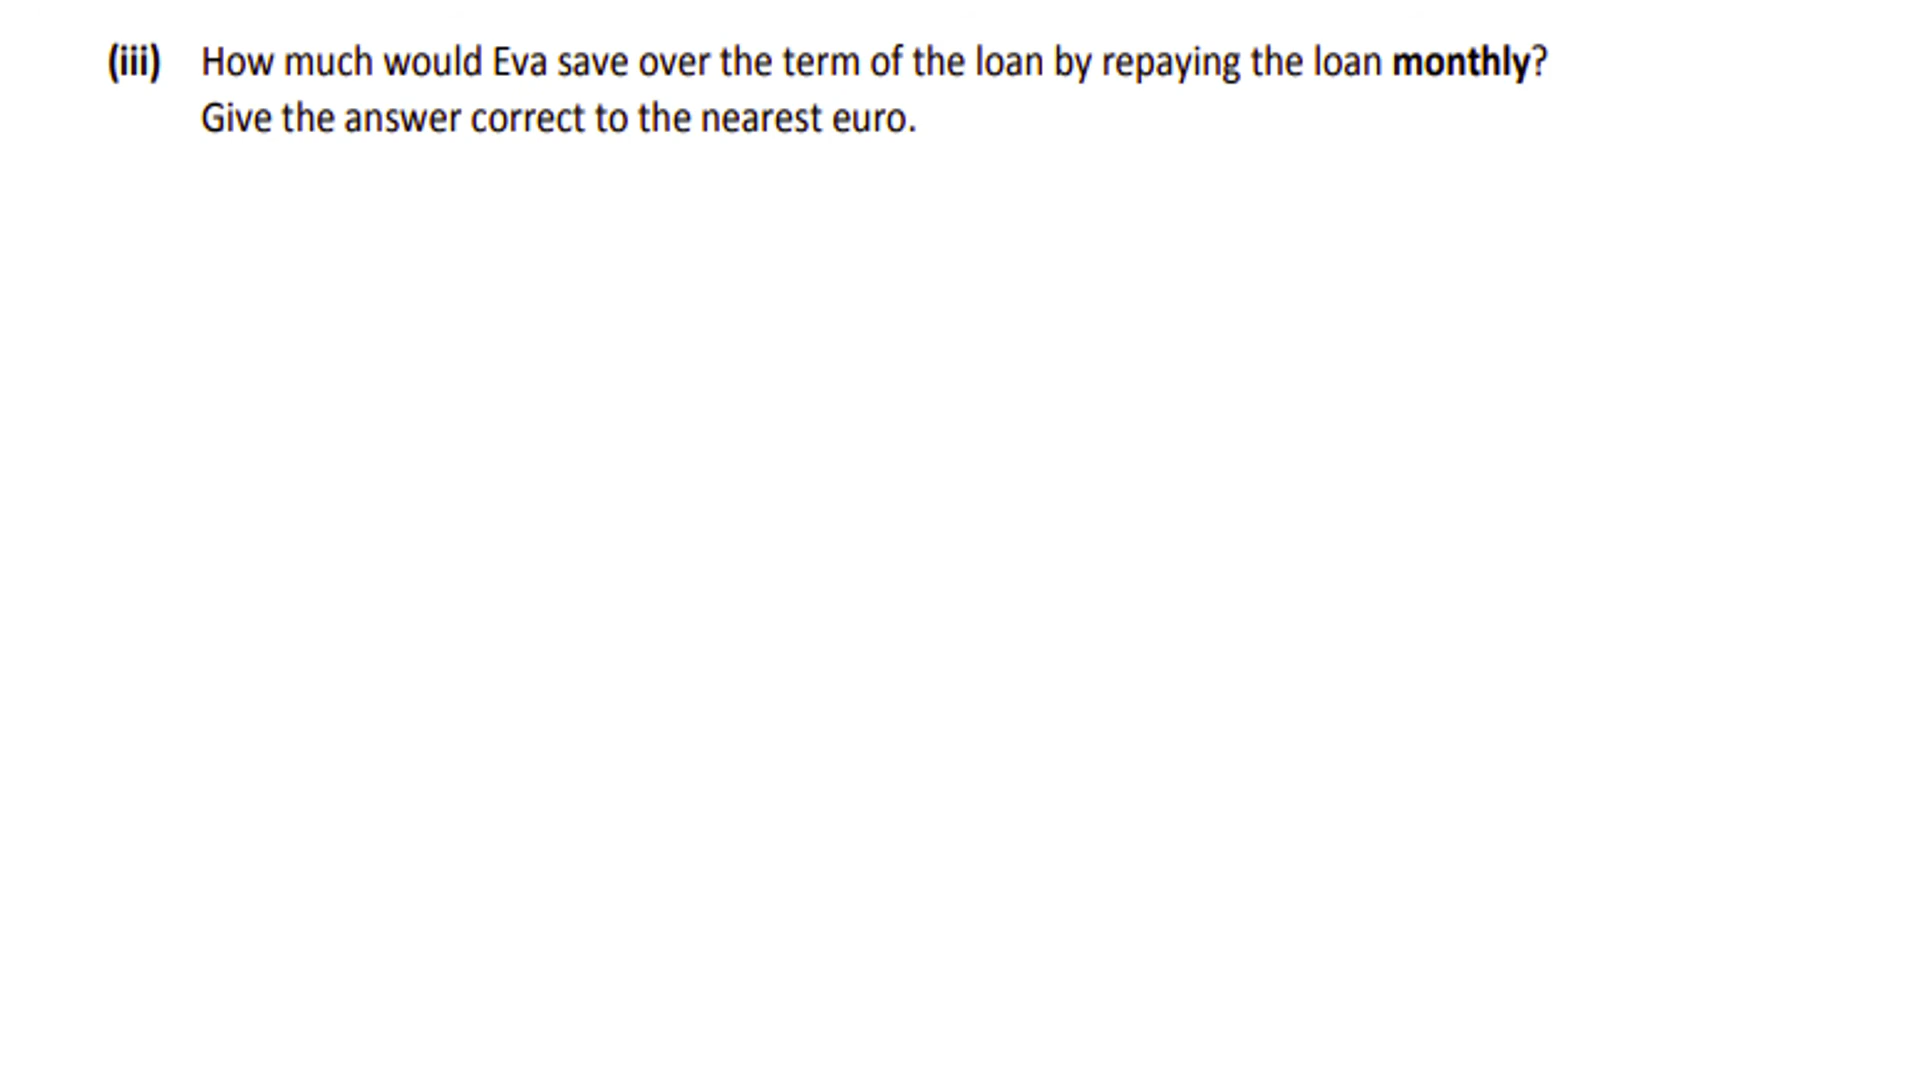 (iii) How much would Eva save over the term of the loan by repaying the loan monthly?
Give the answer correct to the nearest euro.